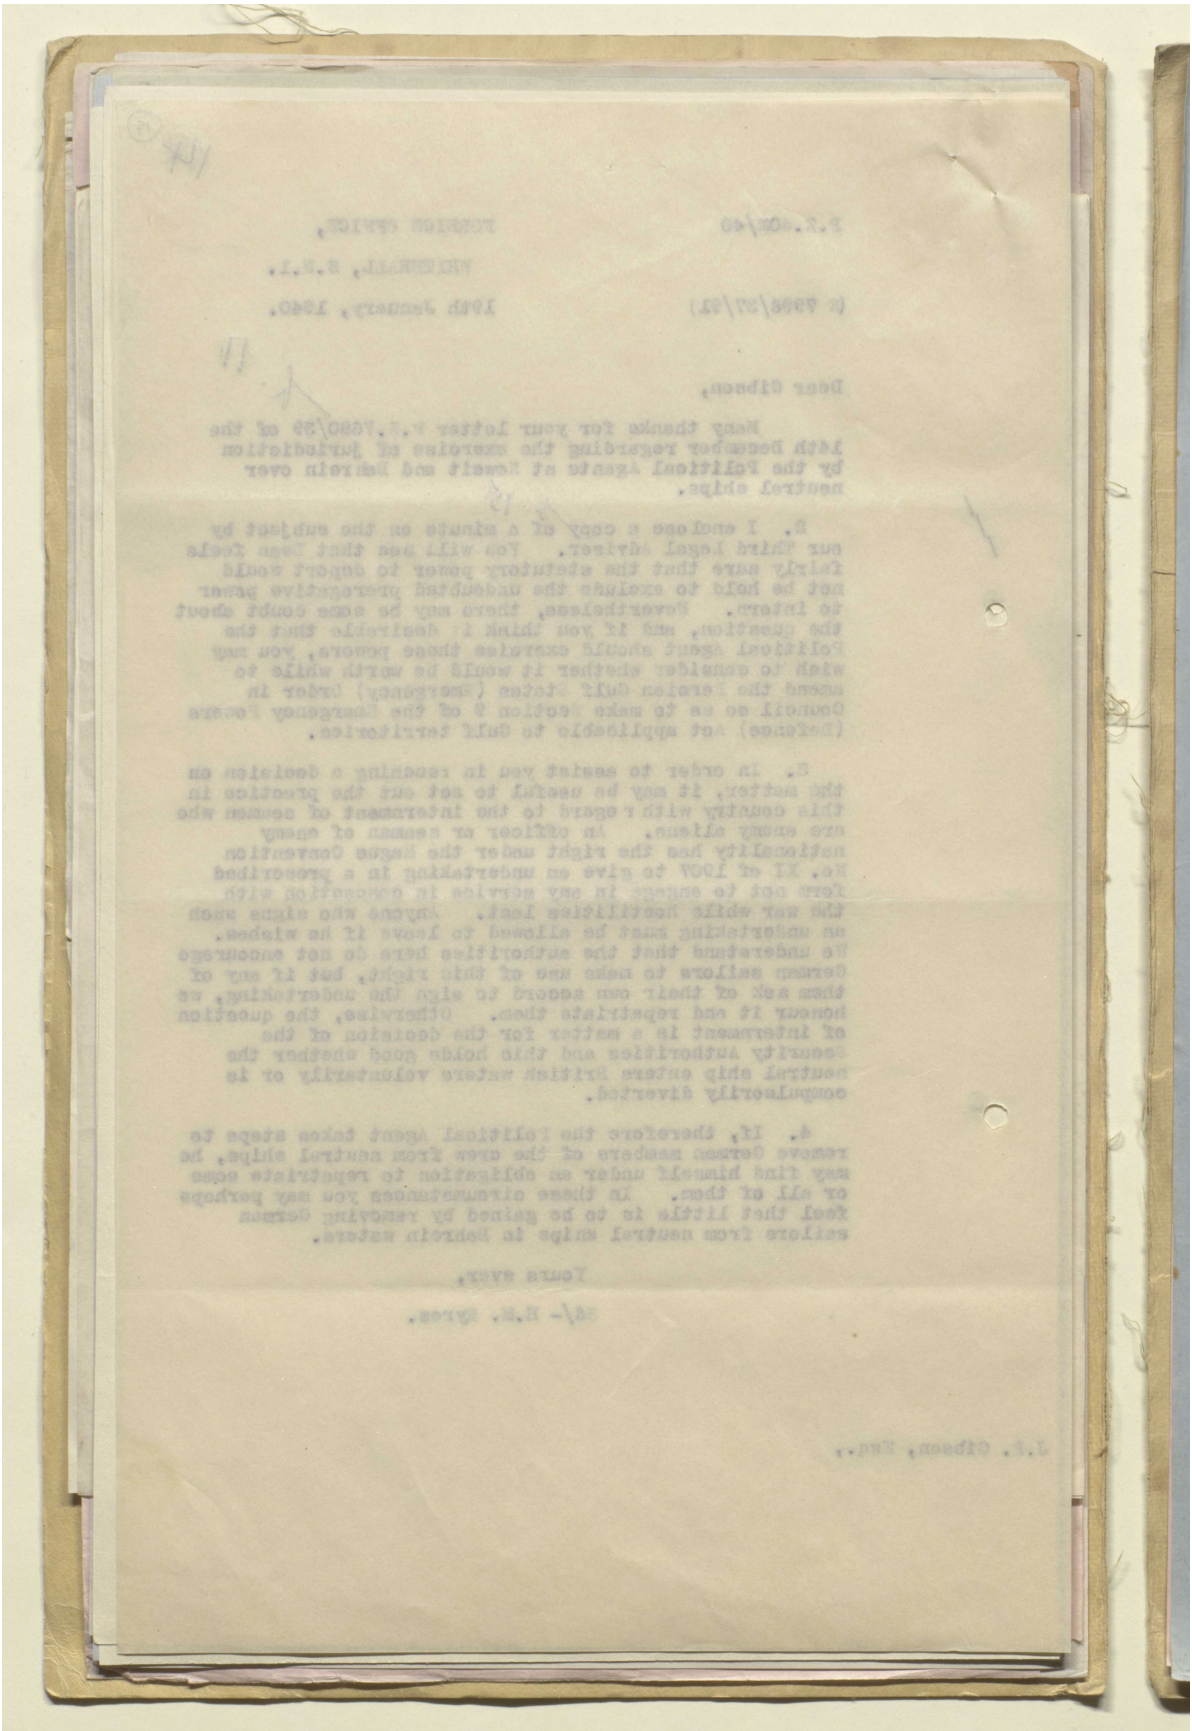 P.Z. /40
FOREIGN OFFICE,
WHITEHALL, S.W.1.
19th January, 1940.
Dear Gibson,
Many thanks for your letter P.Z.7680/39 of the
14th December regarding the exercise of jurisdiction
by the Political Agents at Koweit and Bahrein over
neutral ships.
2. I enclose a copy of a minute on the subject by
our Third Legal Adviser. You will see that Dean feels
fairly sure that the statutory power to deport would
not be held to exclude the undoubted prerogative power
to intern. Nevertheless, there may be some doubt about
the question, and if you think it desirable that the
Political Agent should exercise those powers, you may
wish to consider whether it would be worth while to
amend the Persian Gulf States (Emergency) Order in
Council so as to make Section 9 of the Emergency Powers
(Defence) Act applicable to Gulf territories.
3. In order to assist you in reaching a decision on
the matter, it may be useful to set out the practice in
this country with regard to the internment of seamen who
are enemy aliens. An officer or seaman of enemy
nationality has the right under the Hague Convention
No. XI of 1907 to give an undertaking in a prescribed
form not to engage in any service in connection with
the war while hostilities last. Anyone who signs such
an undertaking must be allowed to leave if he wishes.
We understand that the authorities here do not encourage
German sailors to make use of this right, but if any of
them ask of their own accord to sign the undertaking, we
honour it and repatriate them. Otherwise, the question
of internment is a matter for the decision of the
Security Authorities and this holds good whether the
neutral ship enters British waters voluntarily or is
compulsorily diverted.
4. If, therefore the Political Agent takes steps to
remove German members of the crew from neutral ships, he
may find himself under an obligation to repatriate some
or all of them. In these circumstances you may perhaps
feel that little is to be gained by removing German
sailors from neutral ships in Bahrein waters.
Yours ever,
Sd/- H.M. Eyres.
J.P. Gibson, Esq.,